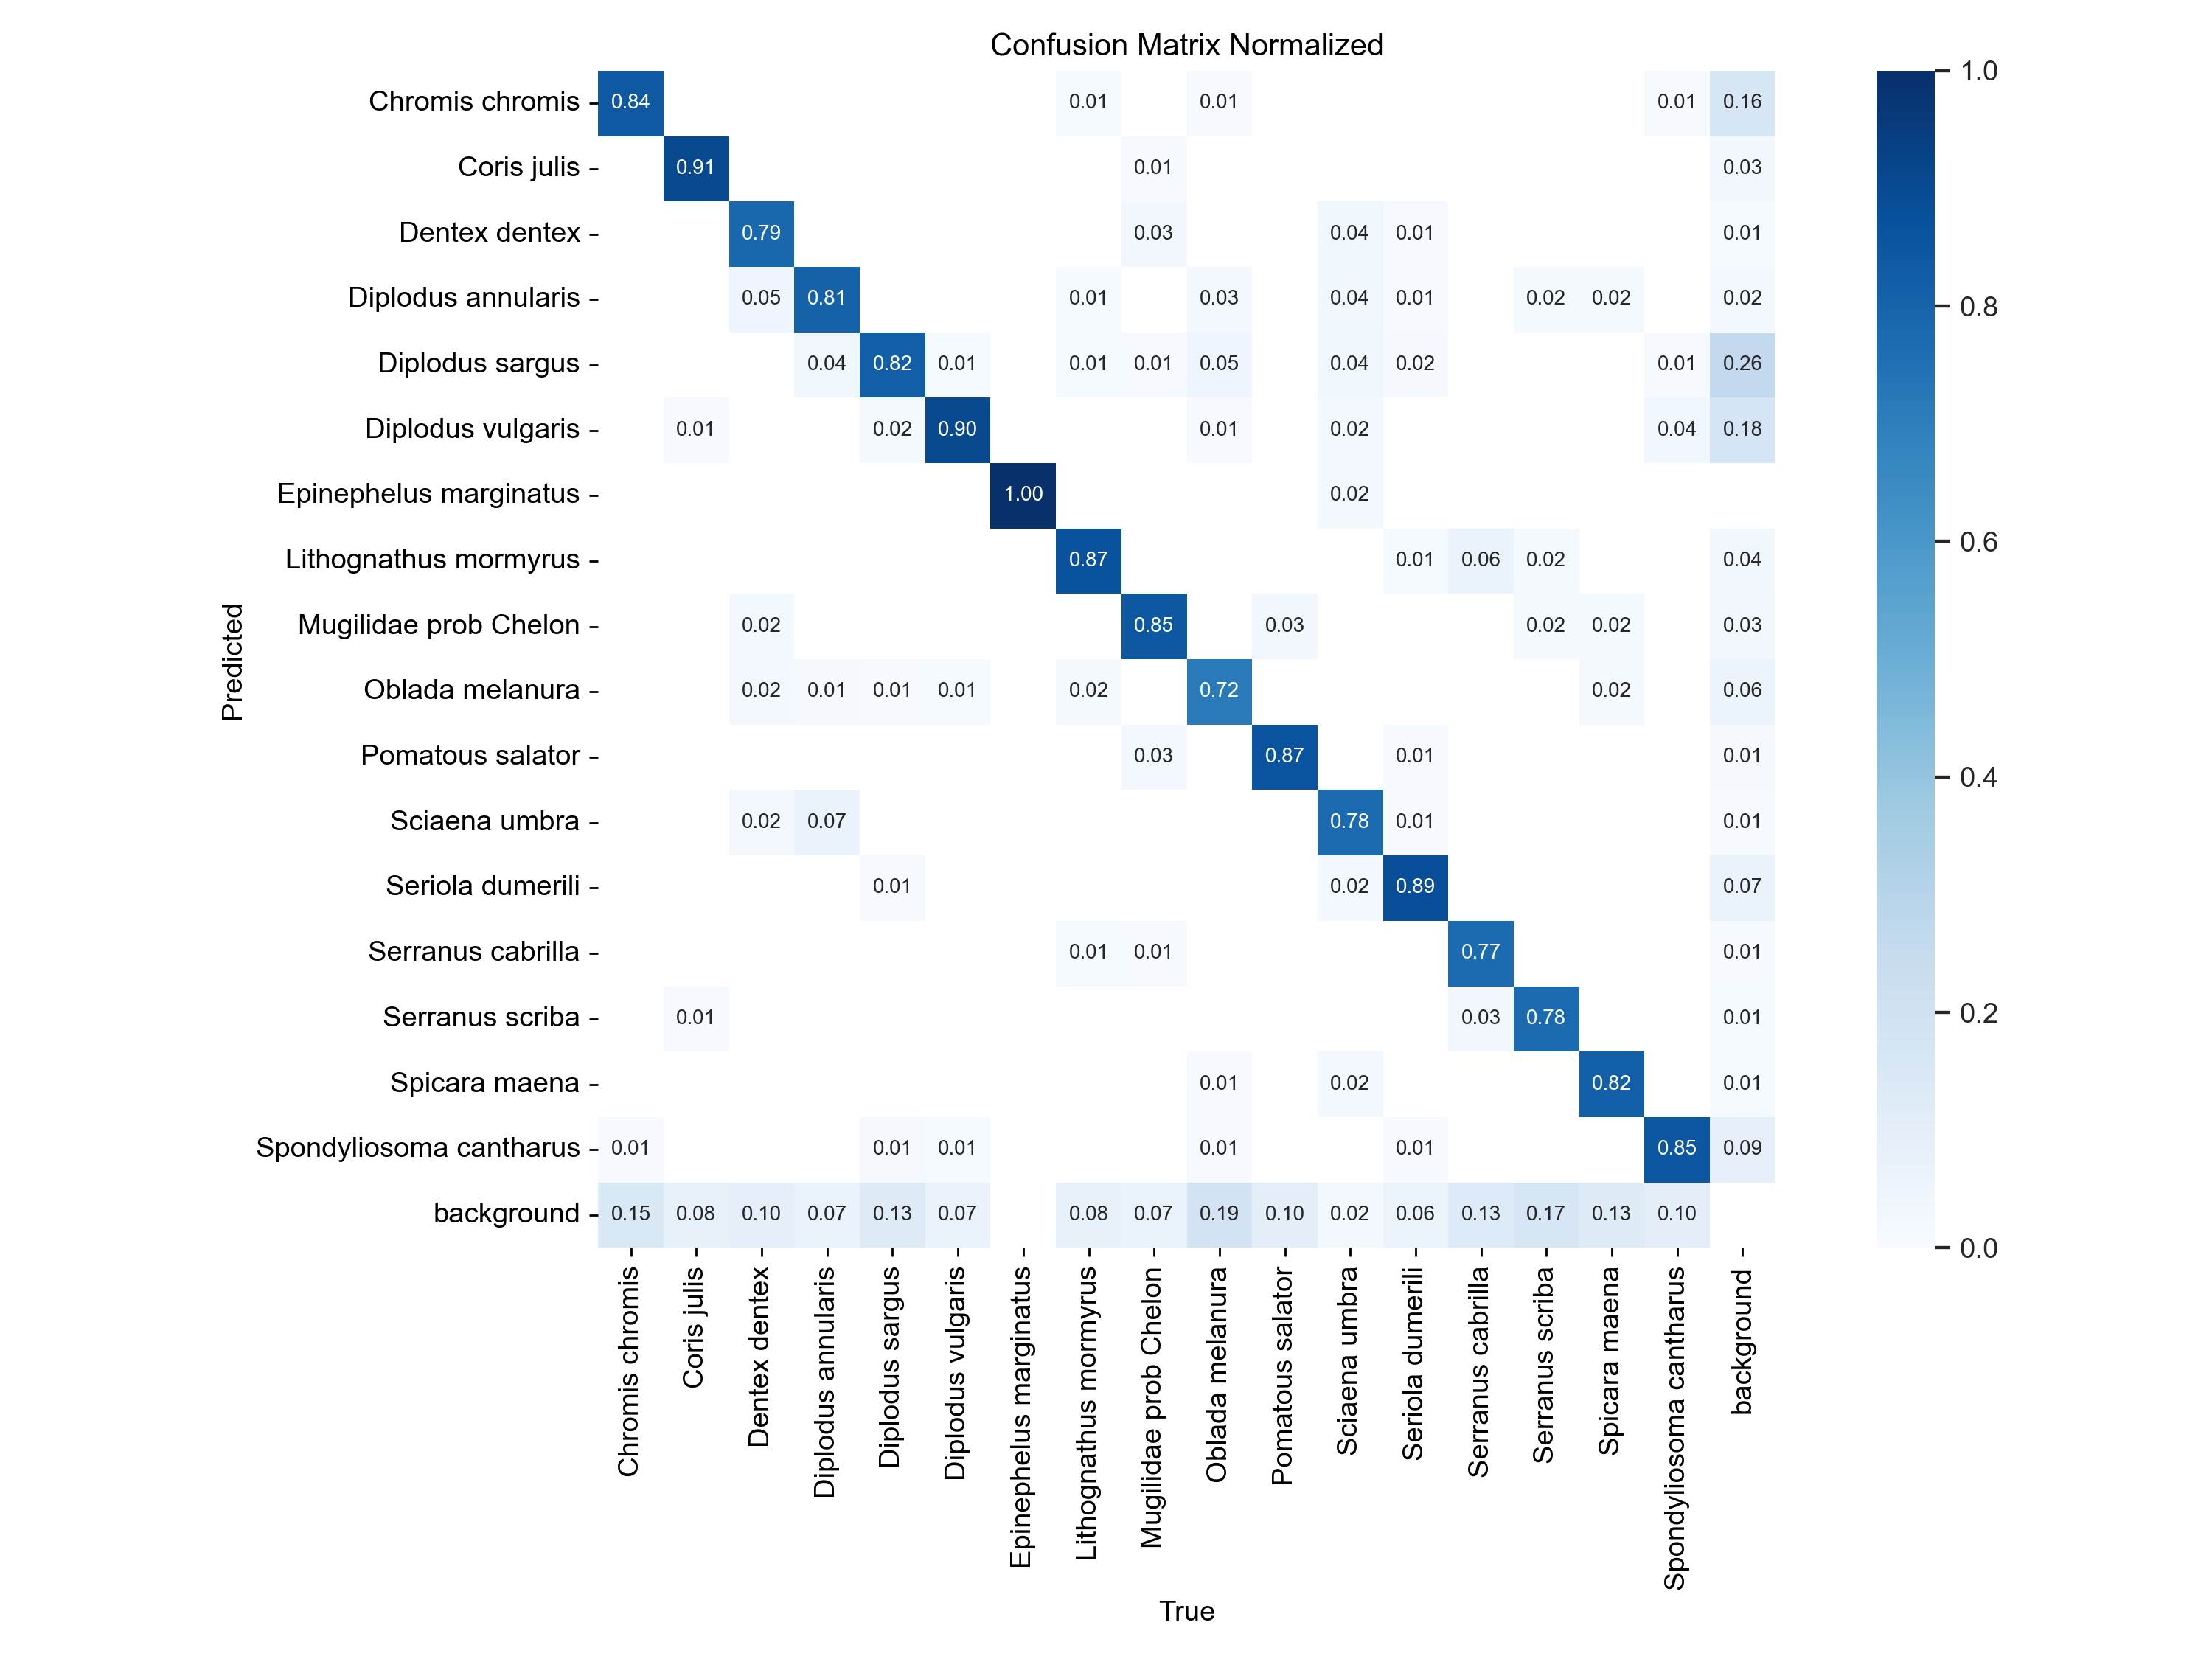 Confusion Matrix Normalized
Chromis chromis 0.84 0.01 0.01 0.01 0.16
Coris julis 0.91 0.01 0.03
Dentex dentex 0.79 0.03 0.04 0.01 0.01
Diplodus annularis 0.05 0.81 0.01 0.03 0.04 0.01 0.02 0.02 0.02
Diplodus sargus 0.04 0.82 0.01 0.01 0.01 0.05 0.04 0.02 0.01 0.26
Diplodus vulgaris 0.01 0.02 0.90 0.01 0.02 0.04 0.18
Epinephelus marginatus 1.00 0.02
Lithognathus mormyrus 0.87 0.01 0.06 0.02 0.04
Mugilidae prob Chelon 0.02 0.85 0.03 0.02 0.02 0.03
Oblada melanura 0.02 0.01 0.01 0.01 0.02 0.72 0.02 0.06
Pomatous salator 0.03 0.87 0.01 0.01
Sciaena umbra 0.02 0.07 0.78 0.01 0.01
Seriola dumerili 0.01 0.02 0.89 0.07
Serranus cabrilla 0.01 0.01 0.77 0.01
Serranus scriba 0.01 0.03 0.78 0.01
Spicara maena 0.01 0.02 0.82 0.01
Spondyliosoma cantharus 0.01 0.01 0.01 0.01 0.01 0.85 0.09
background 0.15 0.08 0.10 0.07 0.13 0.07 0.08 0.07 0.19 0.10 0.02 0.06 0.13 0.17 0.13 0.10
Predicted
Chromis chromis
Coris julis
Dentex dentex
Diplodus annularis
Diplodus sargus
Diplodus vulgaris
Epinephelus marginatus
Lithognathus mormyrus
Mugilidae prob Chelon
Oblada melanura
Pomatous salator
Sciaena umbra
Seriola dumerili
Serranus cabrilla
Serranus scriba
Spicara maena
Spondyliosoma cantharus
background
True
1.0
0.8
0.6
0.4
0.2
0.0